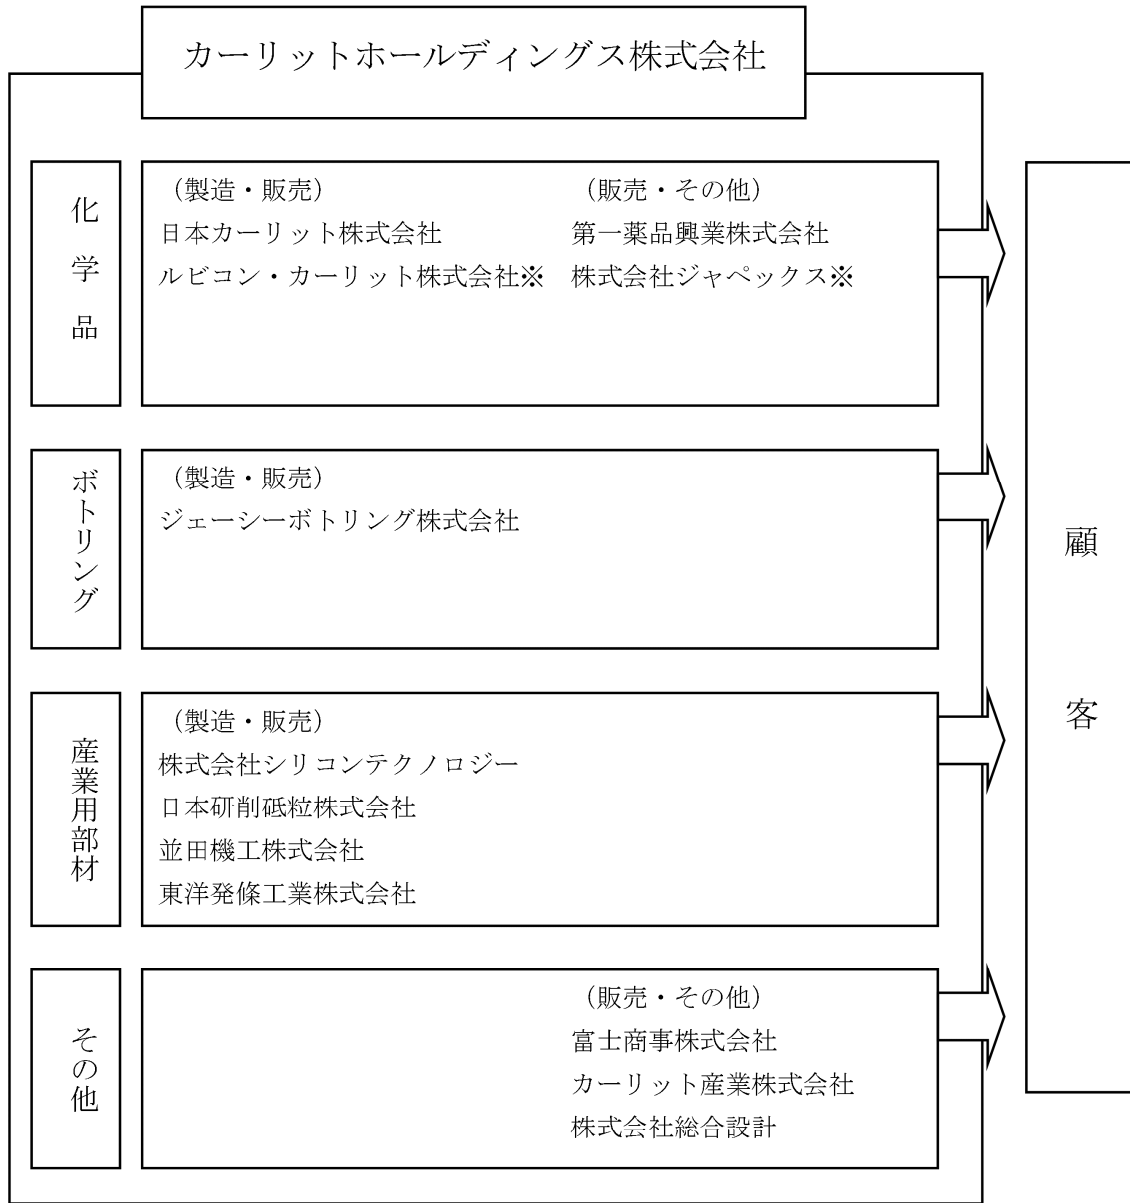 カーリットホールディングス株式会社
化学品
(製造・販売)
日本カーリット株式会社
ルビコン・カーリット株式会社※
(販売・その他)
第一薬品興業株式会社
株式会社ジャペックス※
ボトリング
(製造・販売)
ジェーシーボトリング株式会社
産業用部材
(製造・販売)
株式会社シリコンテクノロジー
日本研削砥粒株式会社
並田機工株式会社
東洋発條工業株式会社
その他
(販売・その他)
富士商事株式会社
カーリット産業株式会社
株式会社総合設計
顧客